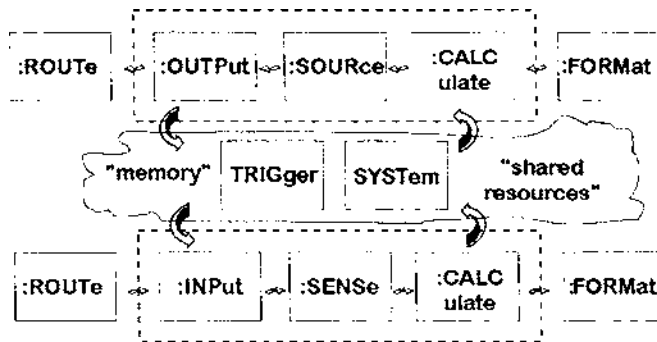 :ROUTe :OUTPut :SOURce :CALC
ulate :FORMat
"memory" TRIGger SYSTem "shared
resources"
:ROUTe :INPut :SENSe :CALC
ulate :FORMat